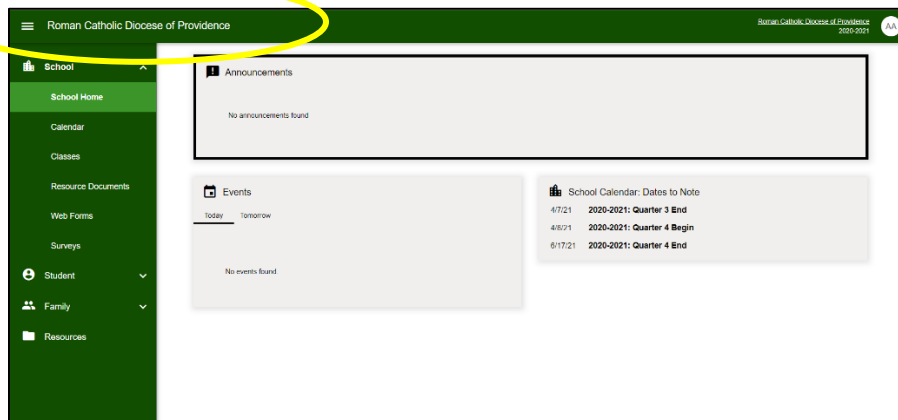 Roman Catholic Diocese of Providence
Roman Catholic Diocese of Providence
2020-2021
AA
School
School Home
Calendar
Classes
Resource Documents
Web Forms
Surveys
Student
Family
Resources
Announcements
No announcements found
Events
Today Tomorrow
No events found
School Calendar: Dates to Note
4/7/21 2020-2021: Quarter 3 End
4/8/21 2020-2021: Quarter 4 Begin
6/17/21 2020-2021: Quarter 4 End